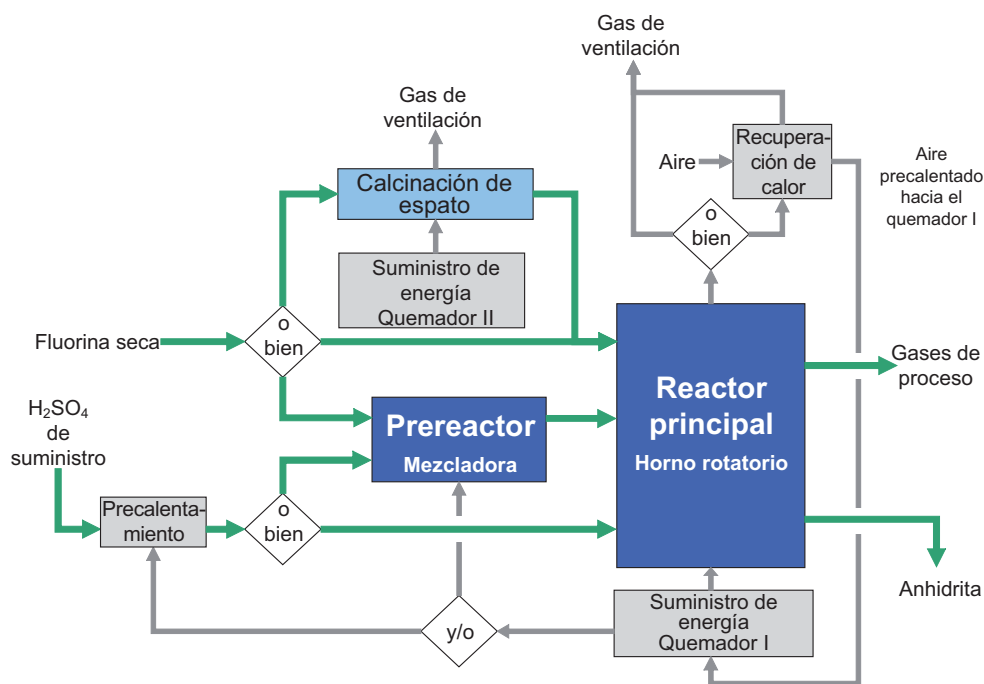 Gas de
ventilación
Gas de
ventilación
Recupera-
ción de
calor
Aire
Aire
precalentado
hacia el
quemador I
Calcinación de
espato
o
bien
Suministro de
energía
Quemador II
Fluorina seca
o
bien
Reactor
principal
Horno rotatorio
Gases de
proceso
H₂SO₄
de
suministro
Prereactor
Mezcladora
Precalenta-
miento
o
bien
Anhidrita
y/o
Suministro de
energía
Quemador I